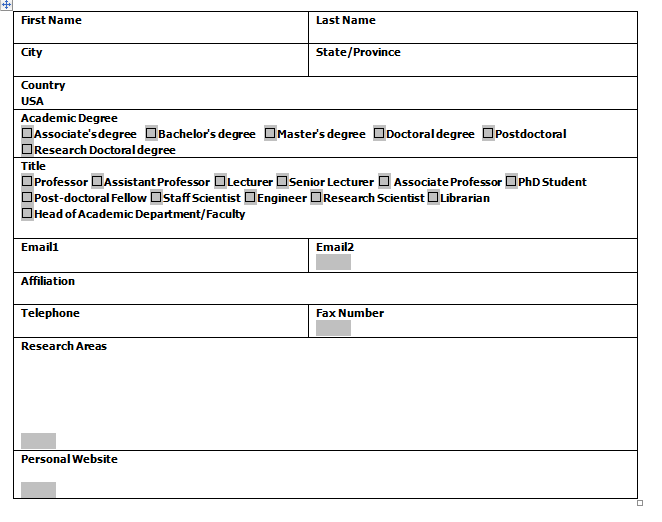 First Name Last Name
City State/Province
Country
USA
Academic Degree
Associate's degree Bachelor's degree Master's degree Doctoral degree Postdoctoral
Research Doctoral degree
Title
Professor Assistant Professor Lecturer Senior Lecturer Associate Professor PhD Student
Post-doctoral Fellow Staff Scientist Engineer Research Scientist Librarian
Head of Academic Department/Faculty
Email1 Email2
Affiliation
Telephone Fax Number
Research Areas
Personal Website